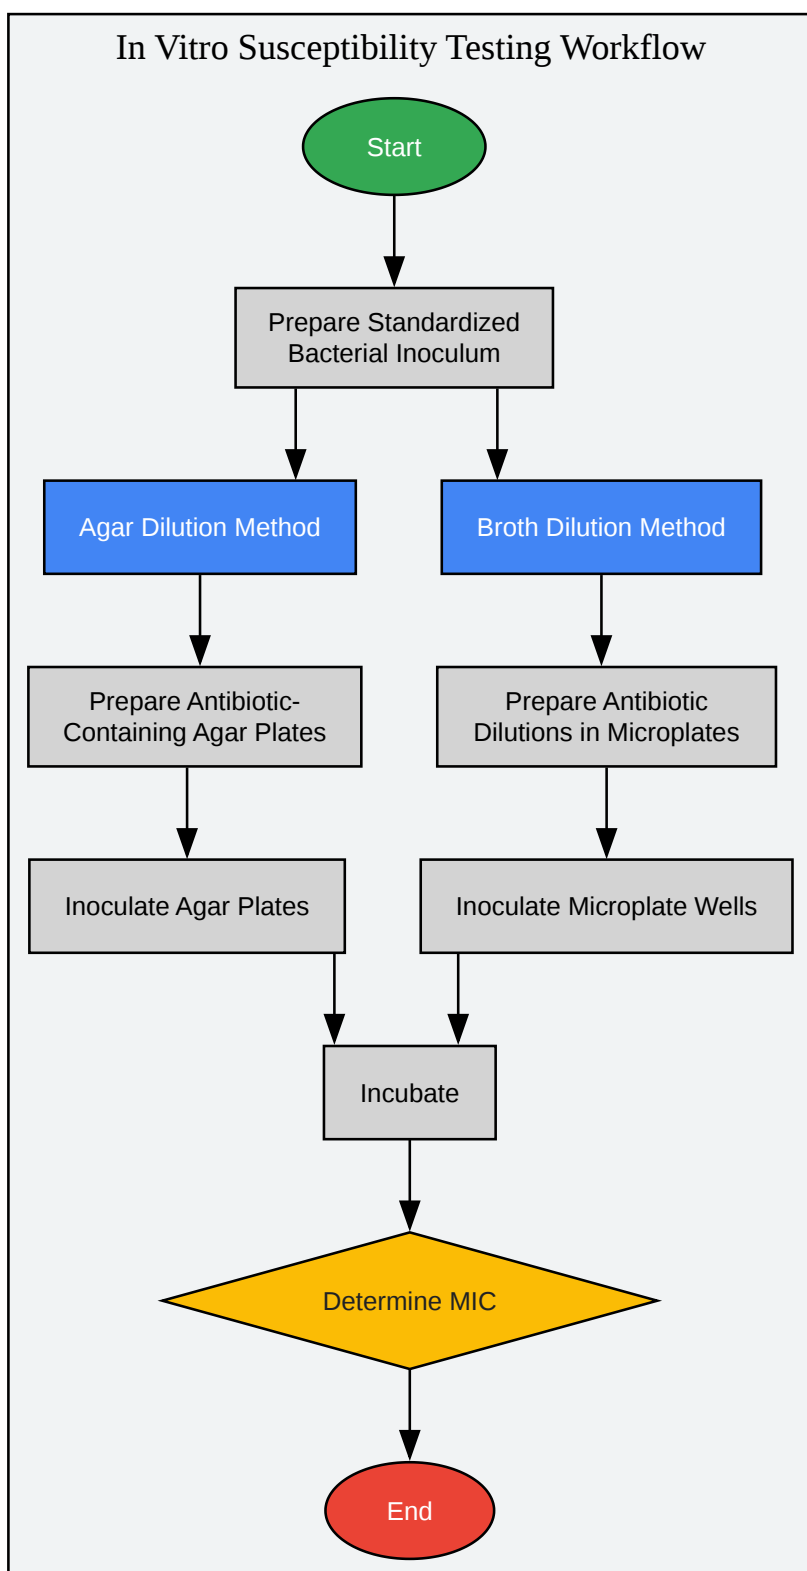 In Vitro Susceptibility Testing Workflow
Start
Prepare Standardized
Bacterial Inoculum
Agar Dilution Method
Broth Dilution Method
Prepare Antibiotic-
Containing Agar Plates
Prepare Antibiotic
Dilutions in Microplates
Inoculate Agar Plates
Inoculate Microplate Wells
Incubate
Determine MIC
End